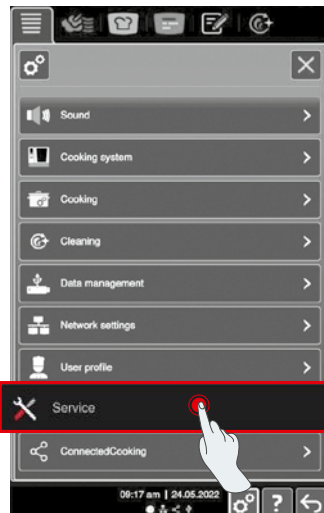 Sound
Cooking system
Cooking
Cleaning
Data management
Network settings
User profile
Service
ConnectedCooking
09:17 am | 24.05.2022
?